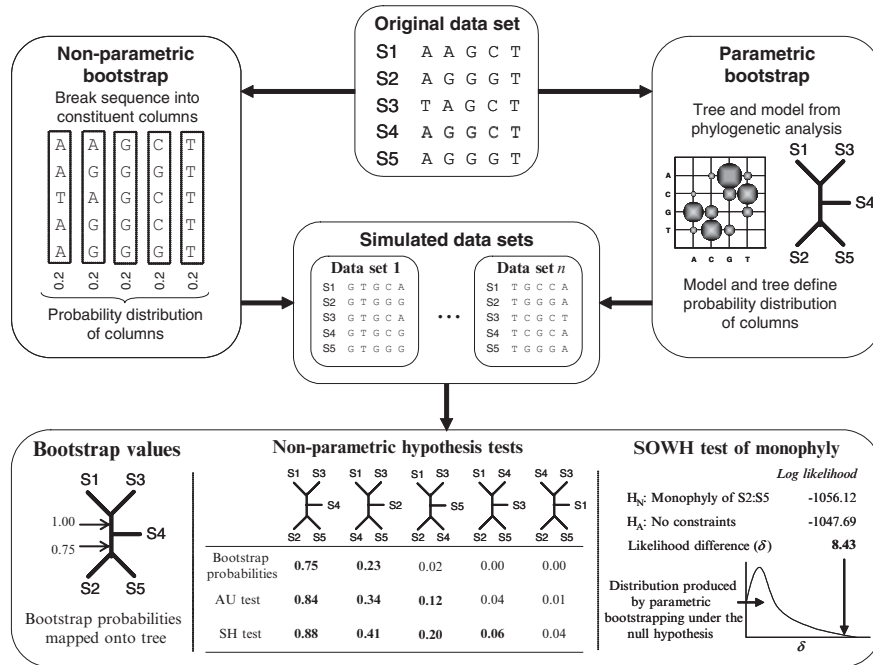 Original data set
S1 A A G C T
S2 A G G G T
S3 T A G C T
S4 A G G C T
S5 A G G G T
Non-parametric
bootstrap
Break sequence into
constituent columns
A A G C T
A G G G T
T A G C T
A G G C T
A G G G T
0.2 0.2 0.2 0.2 0.2
Probability distribution
of columns
Parametric
bootstrap
Tree and model from
phylogenetic analysis
S1 S3
S4
S2 S5
A
C
G
T
A C G T
Model and tree define
probability distribution
of columns
Simulated data sets
Data set 1
S1 G T G C A
S2 G T G G G
S3 G T G C A
S4 G T G C G
S5 G T G G G
...
Data set n
S1 T G C C A
S2 T G G G A
S3 T C G C T
S4 T C G C A
S5 T G G G A
Bootstrap values
S1 S3
1.00
S4
0.75
S2 S5
Bootstrap probabilities
mapped onto tree
Non-parametric hypothesis tests
S1 S3 S1 S3 S1 S3 S1 S4 S4 S3
S4 S2 S5 S3 S1
S2 S5 S4 S5 S2 S4 S2 S5 S2 S5
Bootstrap
probabilities 0.75 0.23 0.02 0.00 0.00
AU test 0.84 0.34 0.12 0.04 0.01
SH test 0.88 0.41 0.20 0.06 0.04
SOWH test of monophyly
Log likelihood
HN: Monophyly of S2:S5 -1056.12
HA: No constraints -1047.69
Likelihood difference (δ) 8.43
Distribution produced
by parametric
bootstrapping under the
null hypothesis
δ